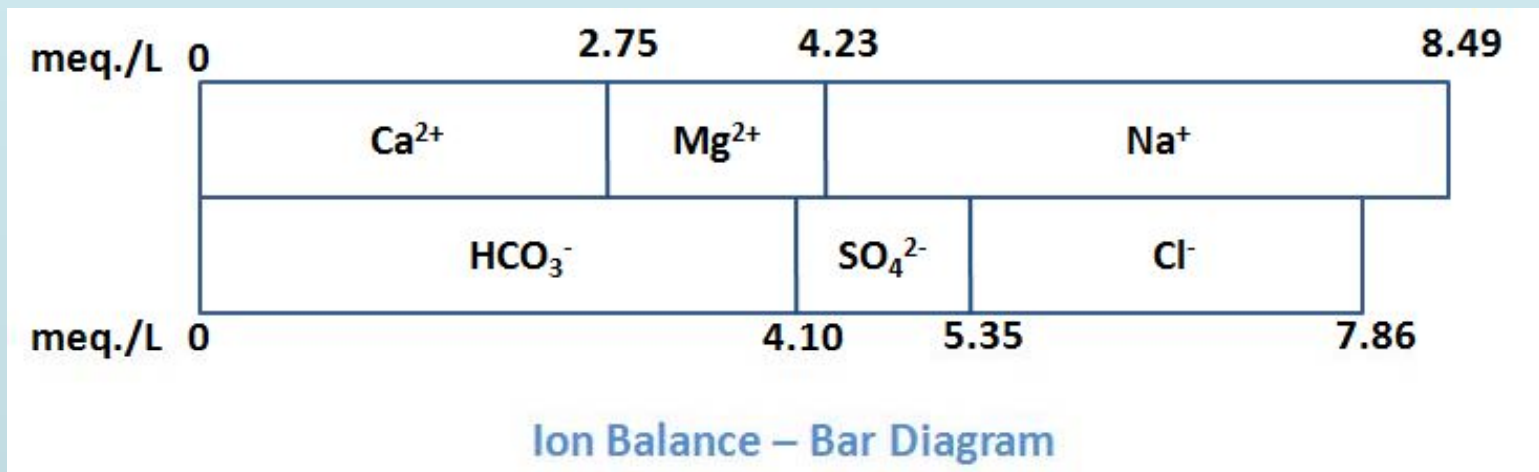 meq./L 0 2.75 4.23 8.49
Ca²⁺ Mg²⁺ Na⁺
HCO₃⁻ SO₄²⁻ Cl⁻
meq./L 0 4.10 5.35 7.86
Ion Balance – Bar Diagram